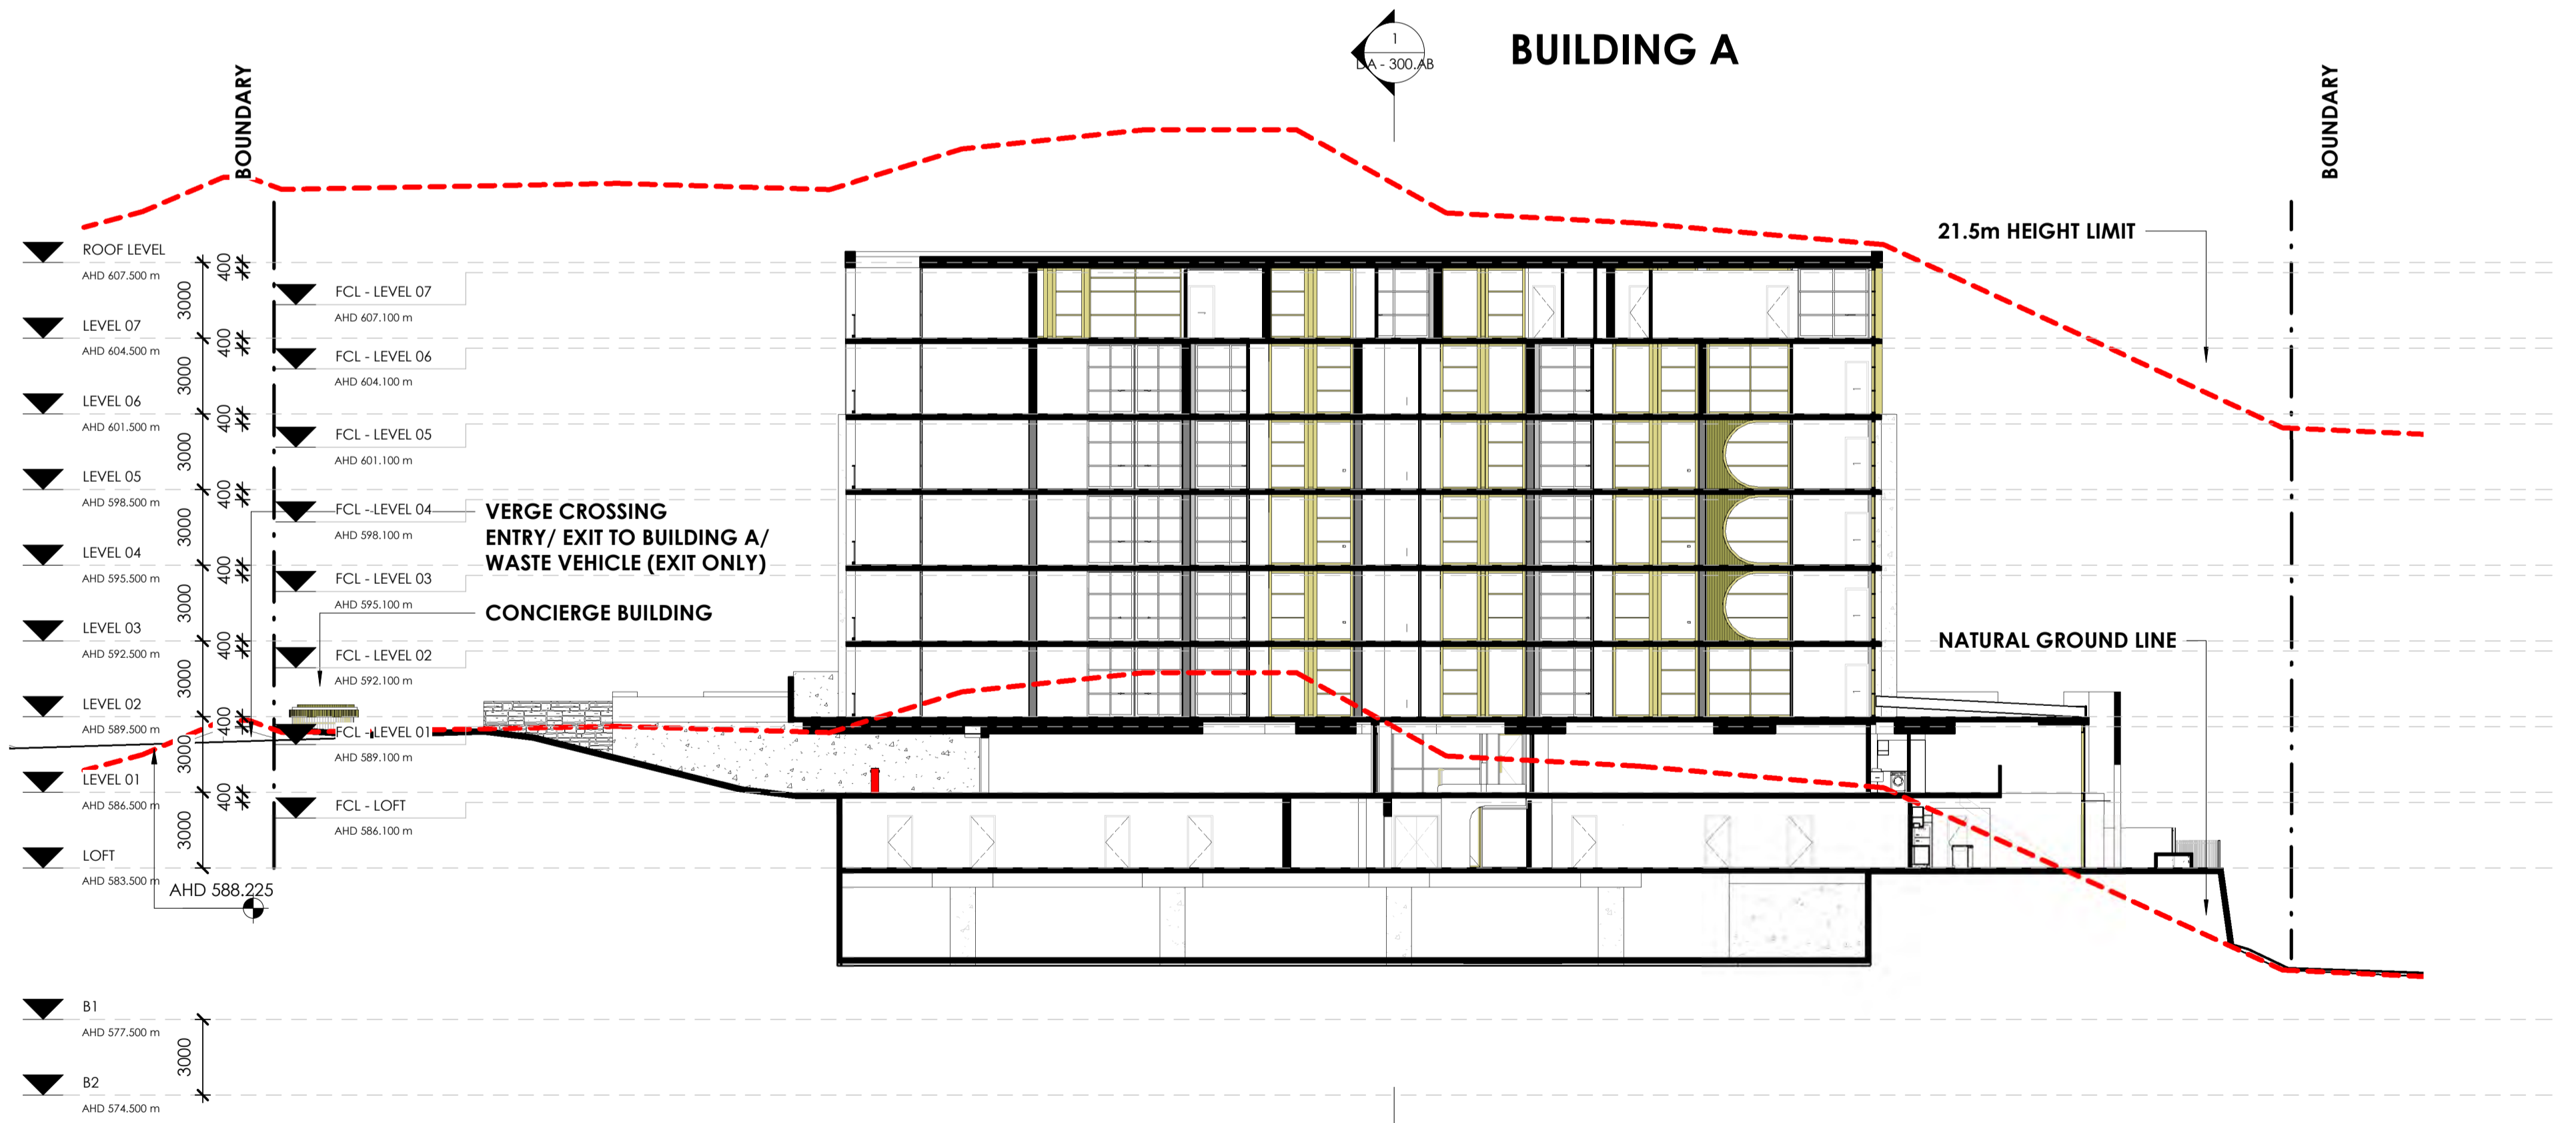 1
DA - 300.AB
BUILDING A
BOUNDARY
BOUNDARY
21.5m HEIGHT LIMIT
ROOF LEVEL
AHD 607.500 m
400
3000
FCL - LEVEL 07
AHD 607.100 m
LEVEL 07
AHD 604.500 m
400
3000
FCL - LEVEL 06
AHD 604.100 m
LEVEL 06
AHD 601.500 m
400
3000
FCL - LEVEL 05
AHD 601.100 m
LEVEL 05
AHD 598.500 m
400
3000
FCL - LEVEL 04
AHD 598.100 m
VERGE CROSSING
ENTRY/ EXIT TO BUILDING A/
WASTE VEHICLE (EXIT ONLY)
LEVEL 04
AHD 595.500 m
400
3000
FCL - LEVEL 03
AHD 595.100 m
CONCIERGE BUILDING
LEVEL 03
AHD 592.500 m
400
3000
FCL - LEVEL 02
AHD 592.100 m
NATURAL GROUND LINE
LEVEL 02
AHD 589.500 m
400
3000
FCL - LEVEL 01
AHD 589.100 m
LEVEL 01
AHD 586.500 m
400
3000
FCL - LOFT
AHD 586.100 m
LOFT
AHD 583.500 m
AHD 588.225
B1
AHD 577.500 m
3000
B2
AHD 574.500 m